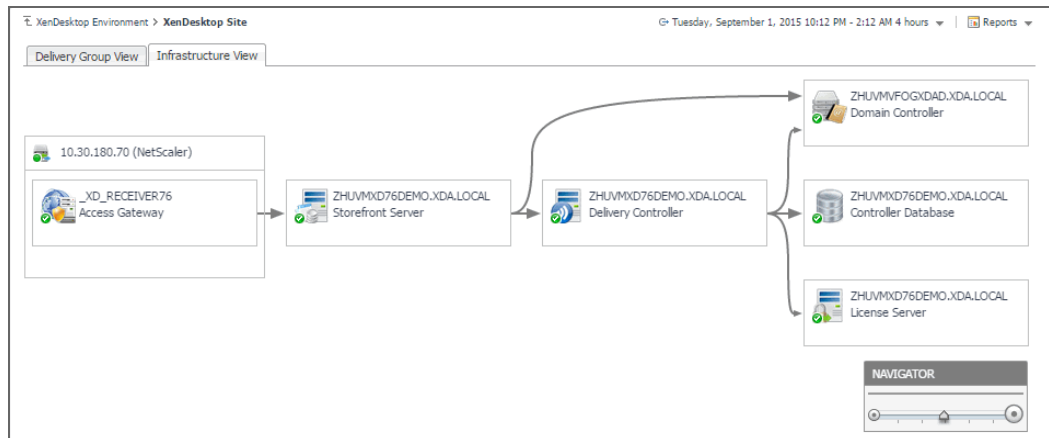 XenDesktop Environment > XenDesktop Site
Tuesday, September 1, 2015 10:12 PM - 2:12 AM 4 hours
Reports
Delivery Group View
Infrastructure View
10.30.180.70 (NetScaler)
_XD_RECEIVER76
Access Gateway
ZHUVMXD76DEMO.XDA.LOCAL
Storefront Server
ZHUVMXD76DEMO.XDA.LOCAL
Delivery Controller
ZHUVMVFOGXDAD.XDA.LOCAL
Domain Controller
ZHUVMXD76DEMO.XDA.LOCAL
Controller Database
ZHUVMXD76DEMO.XDA.LOCAL
License Server
NAVIGATOR